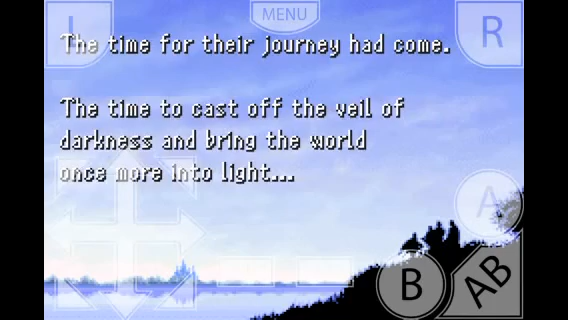 L
MENU
R
The time for their journey had come.
The time to cast off the veil of
darkness and bring the world
once more into light...
A
B
AB